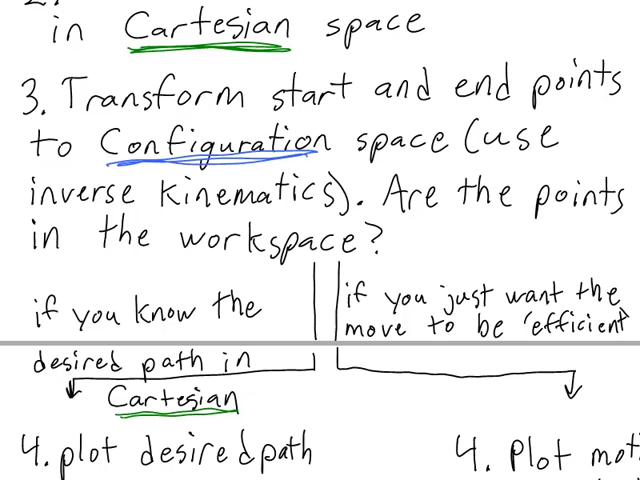 in Cartesian space
3. Transform start and end points
to Configuration space (use
inverse kinematics). Are the points
in the workspace?
if you know the
desired path in
Cartesian
if you just want the
move to be 'efficient'
4. plot desired path
4. Plot